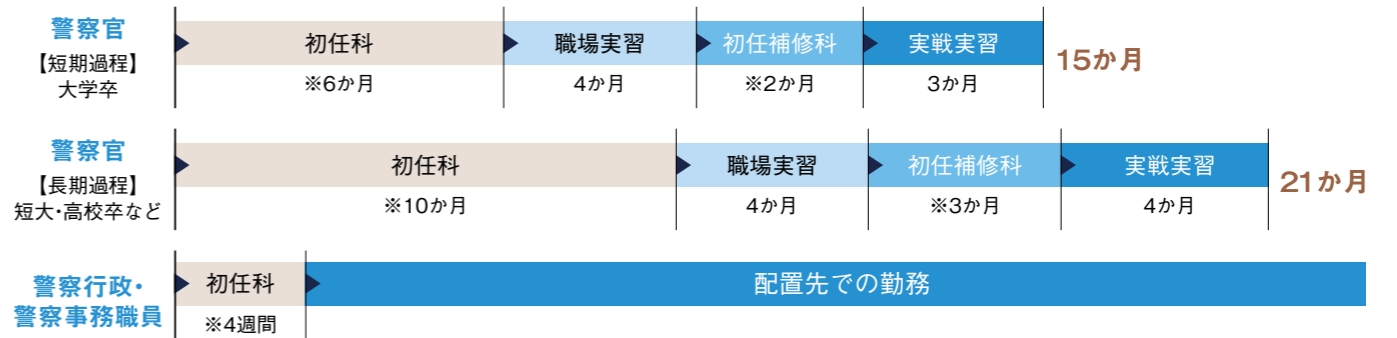 警察官
【短期過程】
大学卒
初任科
職場実習
初任補修科
実戦実習
※6か月
4か月
※2か月
3か月
15か月
警察官
【長期過程】
短大・高校卒など
初任科
職場実習
初任補修科
実戦実習
※10か月
4か月
※3か月
4か月
21か月
警察行政・
警察事務職員
初任科
配置先での勤務
※4週間